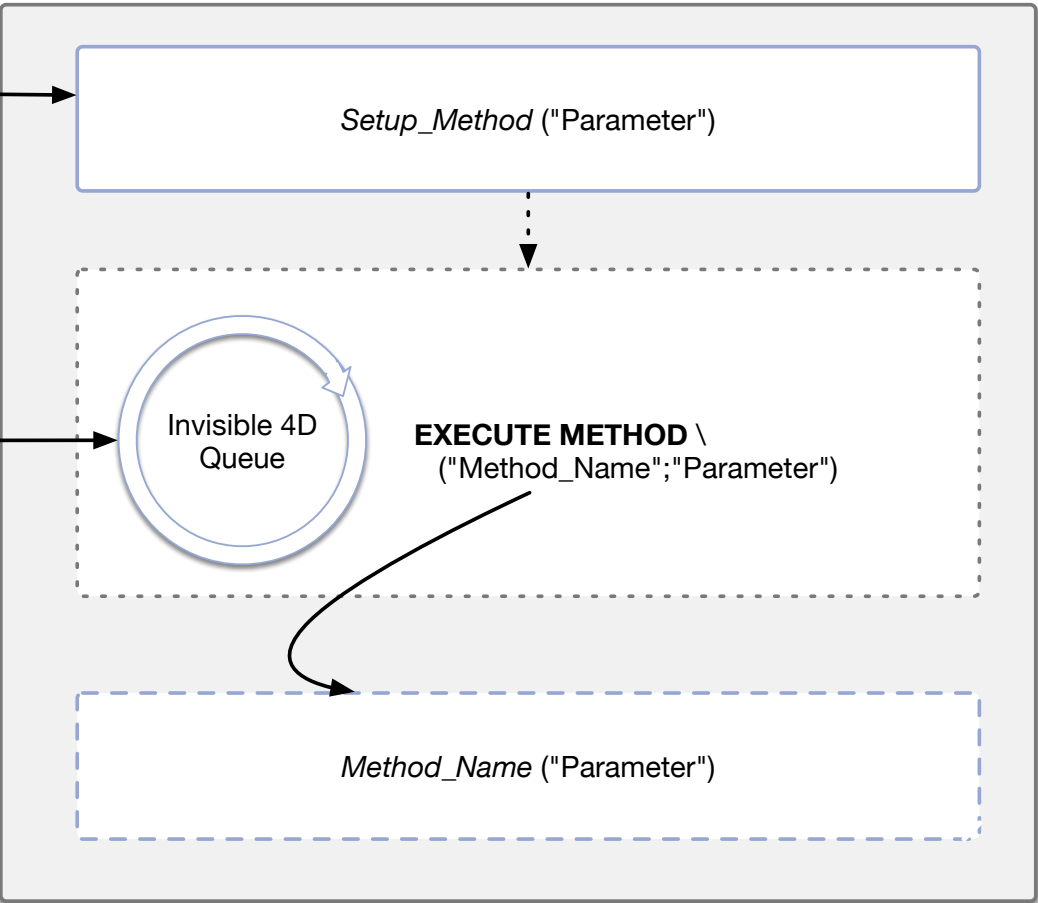 Setup_Method ("Parameter")
Invisible 4D
Queue
EXECUTE METHOD \
("Method_Name";"Parameter")
Method_Name ("Parameter")